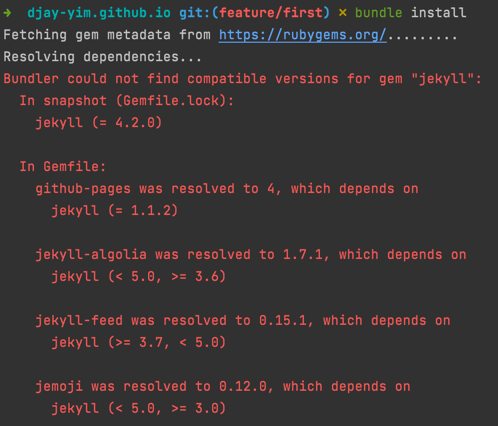 ➜  djay-yim.github.io git:(feature/first) ✗ bundle install
Fetching gem metadata from https://rubygems.org/.........
Resolving dependencies...
Bundler could not find compatible versions for gem "jekyll":
  In snapshot (Gemfile.lock):
    jekyll (= 4.2.0)

  In Gemfile:
    github-pages was resolved to 4, which depends on
      jekyll (= 1.1.2)

    jekyll-algolia was resolved to 1.7.1, which depends on
      jekyll (< 5.0, >= 3.6)

    jekyll-feed was resolved to 0.15.1, which depends on
      jekyll (>= 3.7, < 5.0)

    jemoji was resolved to 0.12.0, which depends on
      jekyll (< 5.0, >= 3.0)